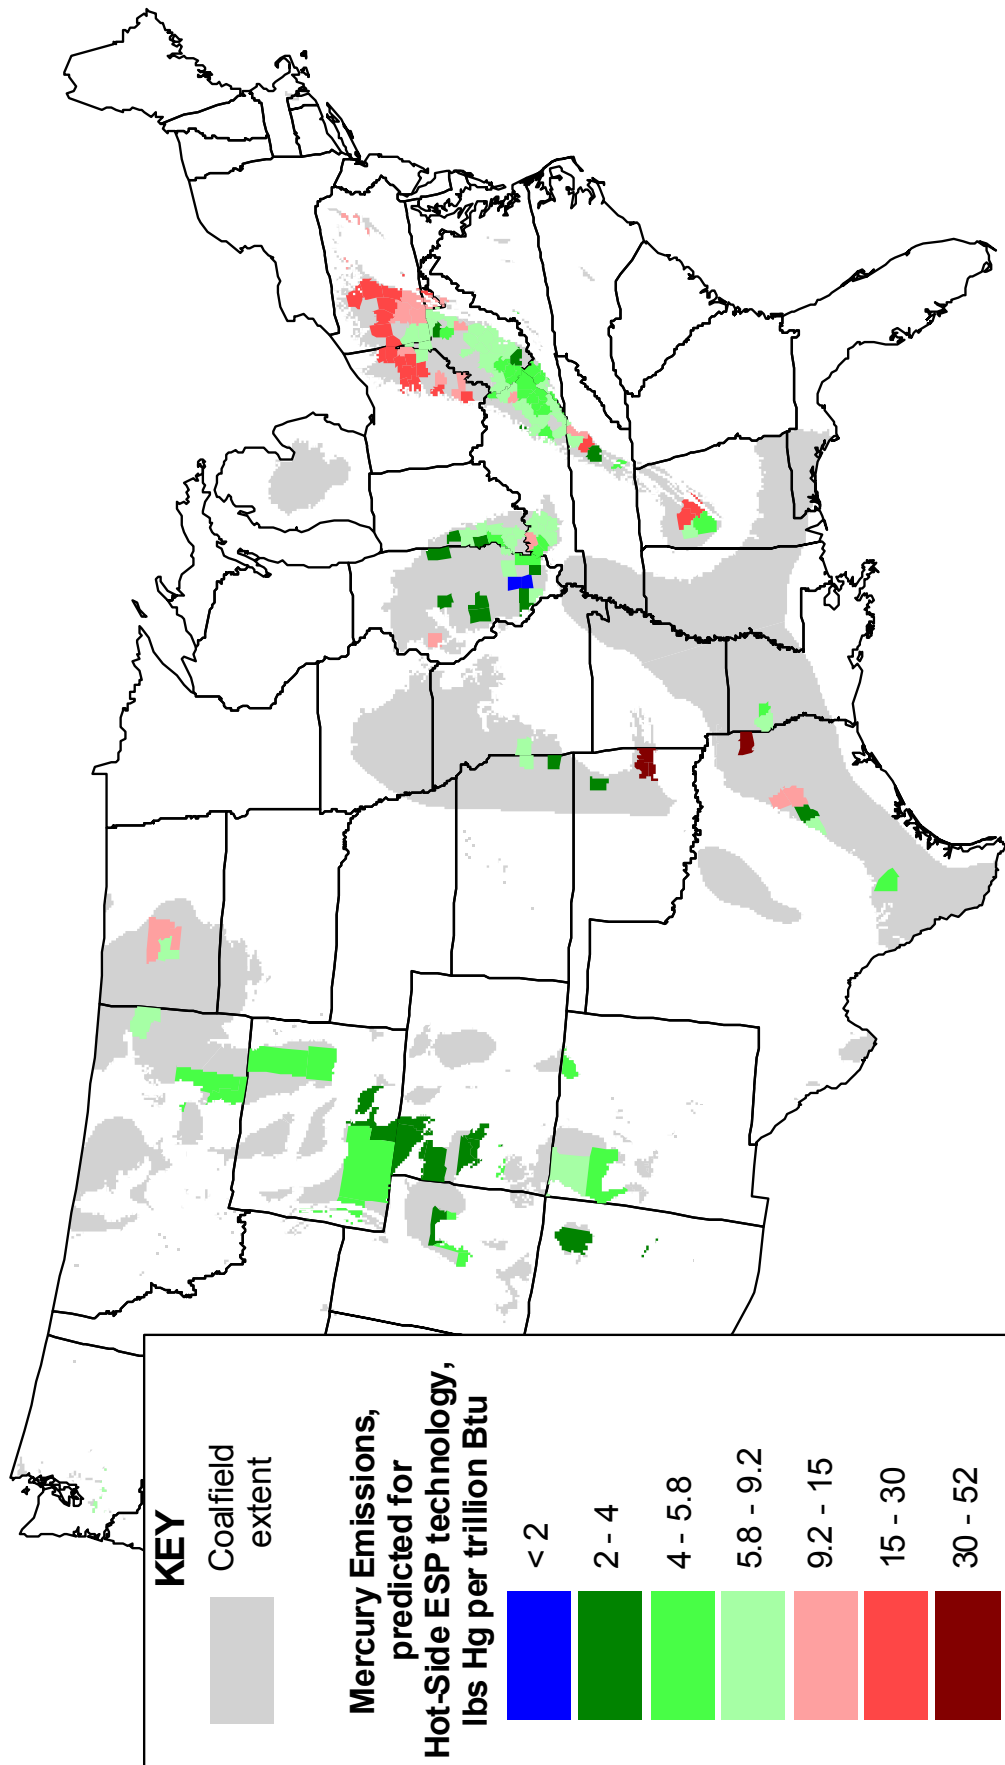 KEY
Coalfield
extent
Mercury Emissions,
predicted for
Hot-Side ESP technology,
lbs Hg per trillion Btu
< 2
2 - 4
4 - 5.8
5.8 - 9.2
9.2 - 15
15 - 30
30 - 52